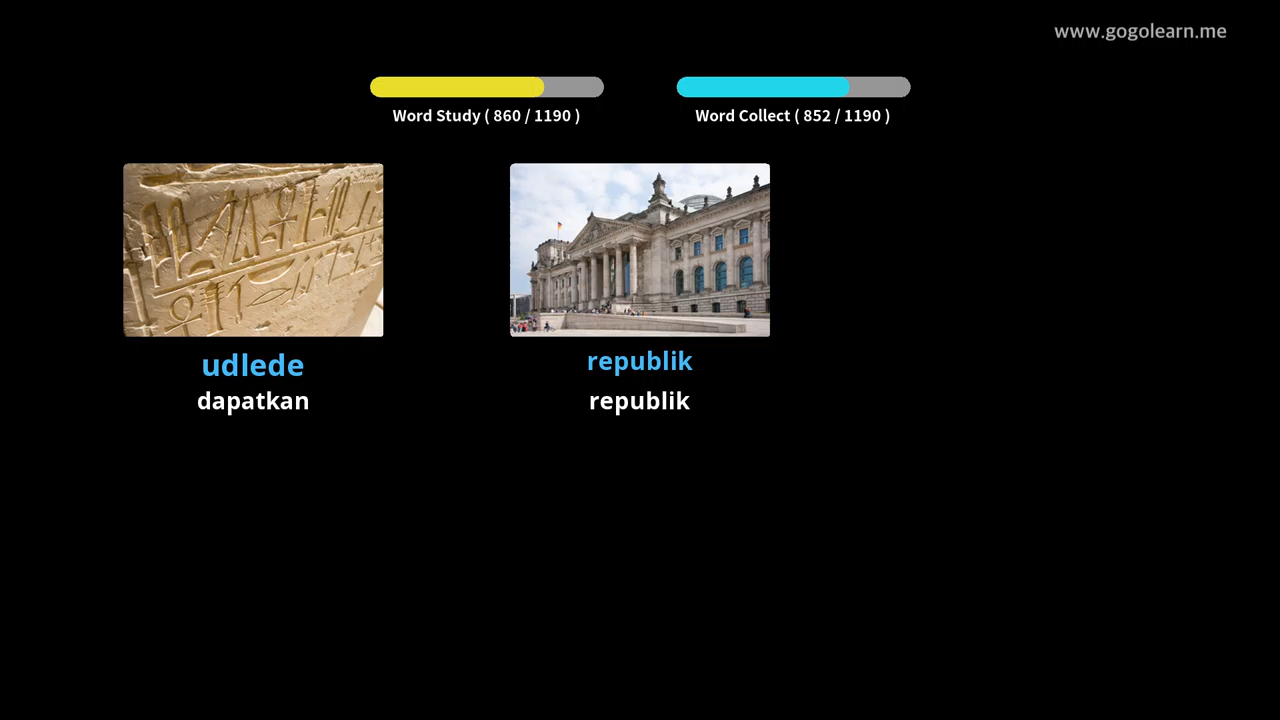 www.gogolearn.me
Word Study ( 860 / 1190 )
Word Collect ( 852 / 1190 )
udlede
dapatkan
republik
republik